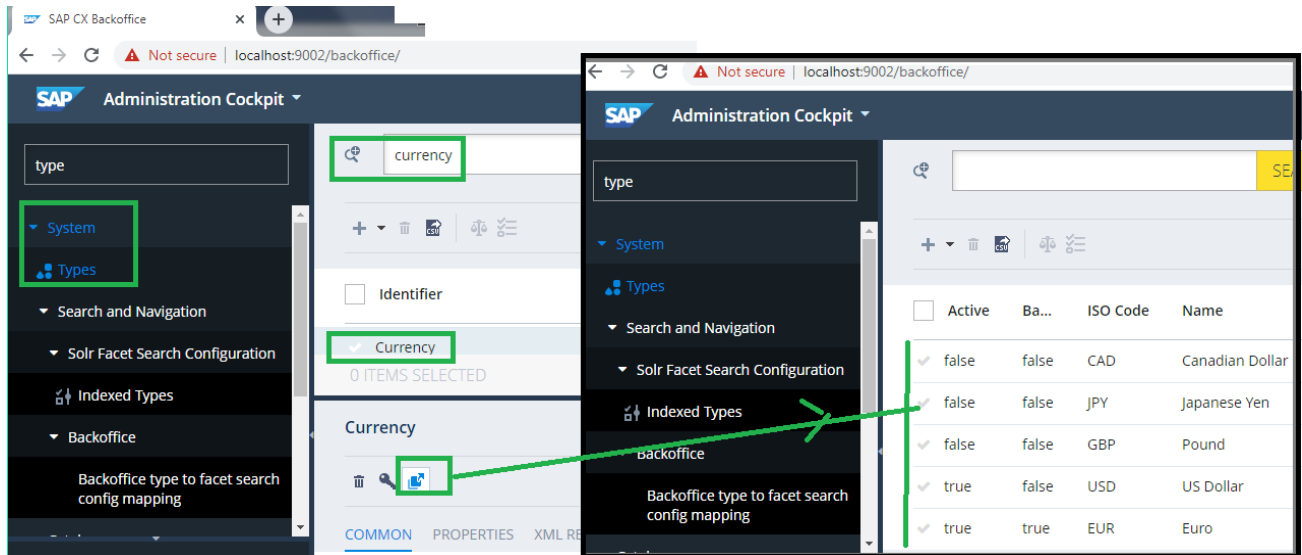 SAP CX Backoffice
Not secure | localhost:9002/backoffice/
SAP Administration Cockpit
type
System
Types
Search and Navigation
Solr Facet Search Configuration
Indexed Types
Backoffice
Backoffice type to facet search
config mapping
currency
CSV
Identifier
Currency
0 ITEMS SELECTED
Currency
COMMON PROPERTIES XML RE
Not secure | localhost:9002/backoffice/
SAP Administration Cockpit
type
System
Types
Search and Navigation
Solr Facet Search Configuration
Indexed Types
Backoffice
Backoffice type to facet search
config mapping
SEA
CSV
Active Ba... ISO Code Name
false false CAD Canadian Dollar
false false JPY Japanese Yen
false false GBP Pound
true false USD US Dollar
true true EUR Euro